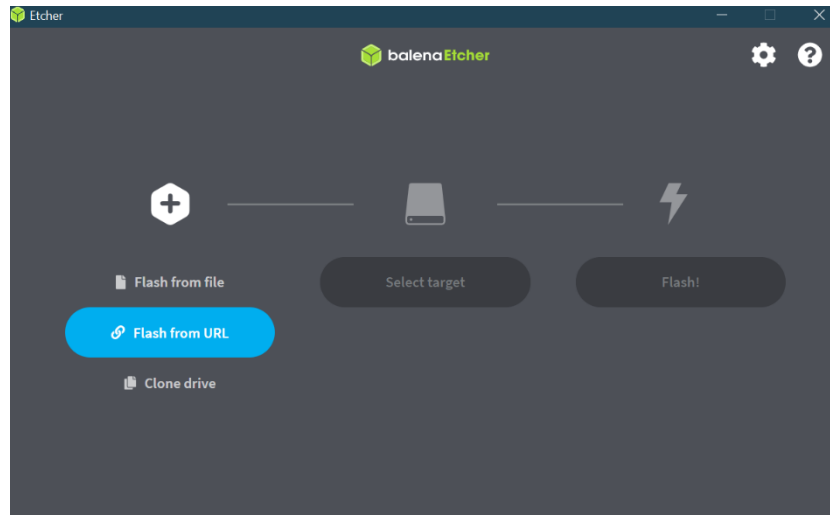 Etcher
balenaEtcher
Flash from file
Select target
Flash!
Flash from URL
Clone drive